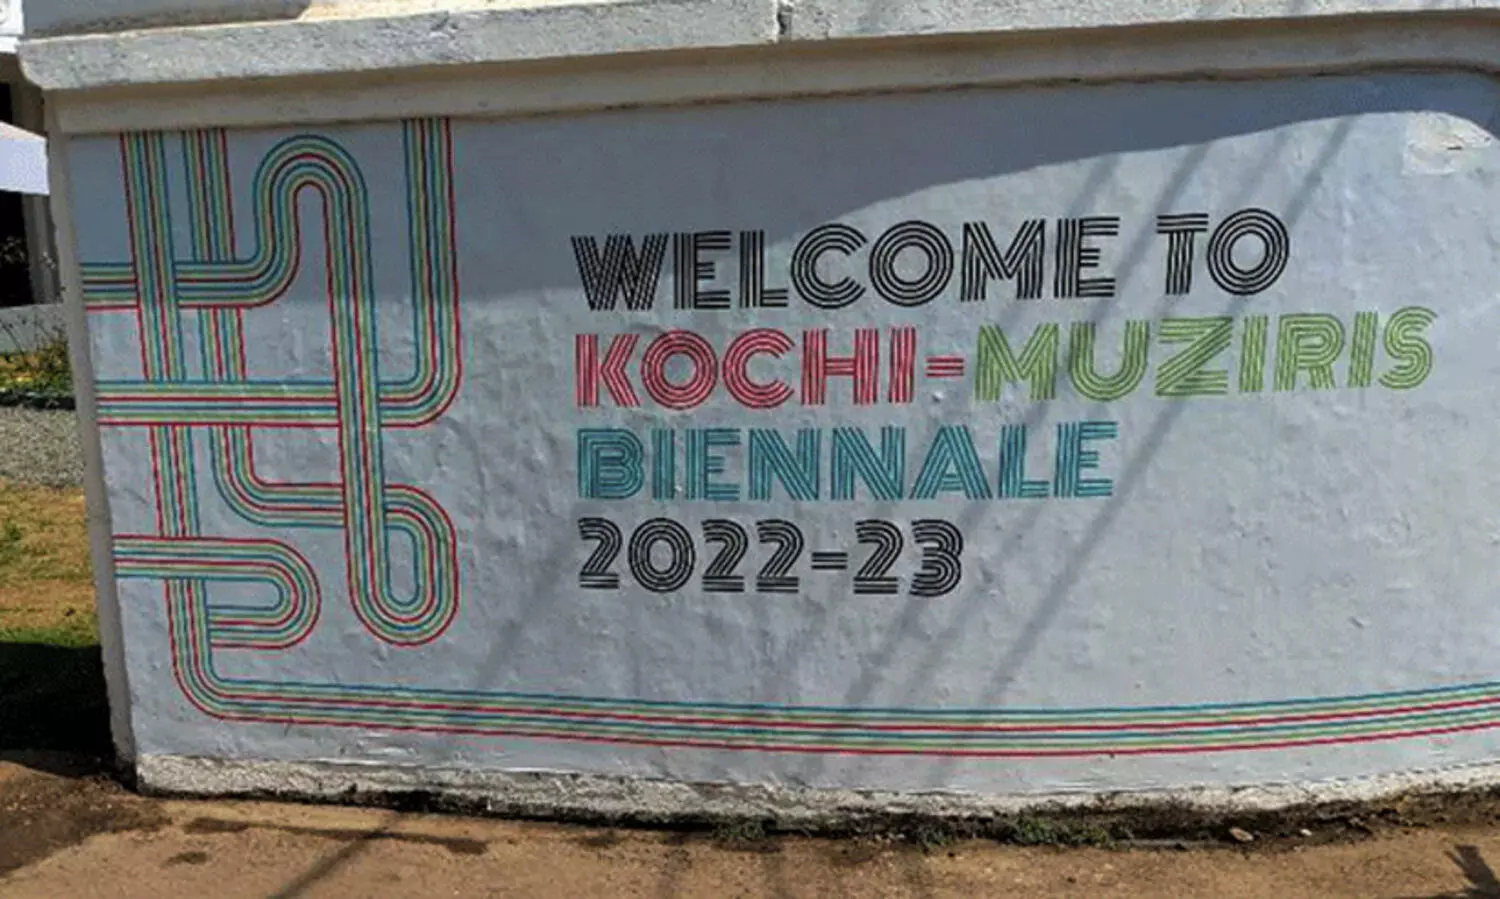 WELCOME TO
KOCHI-MUZIRIS
BIENNALE
2022-23